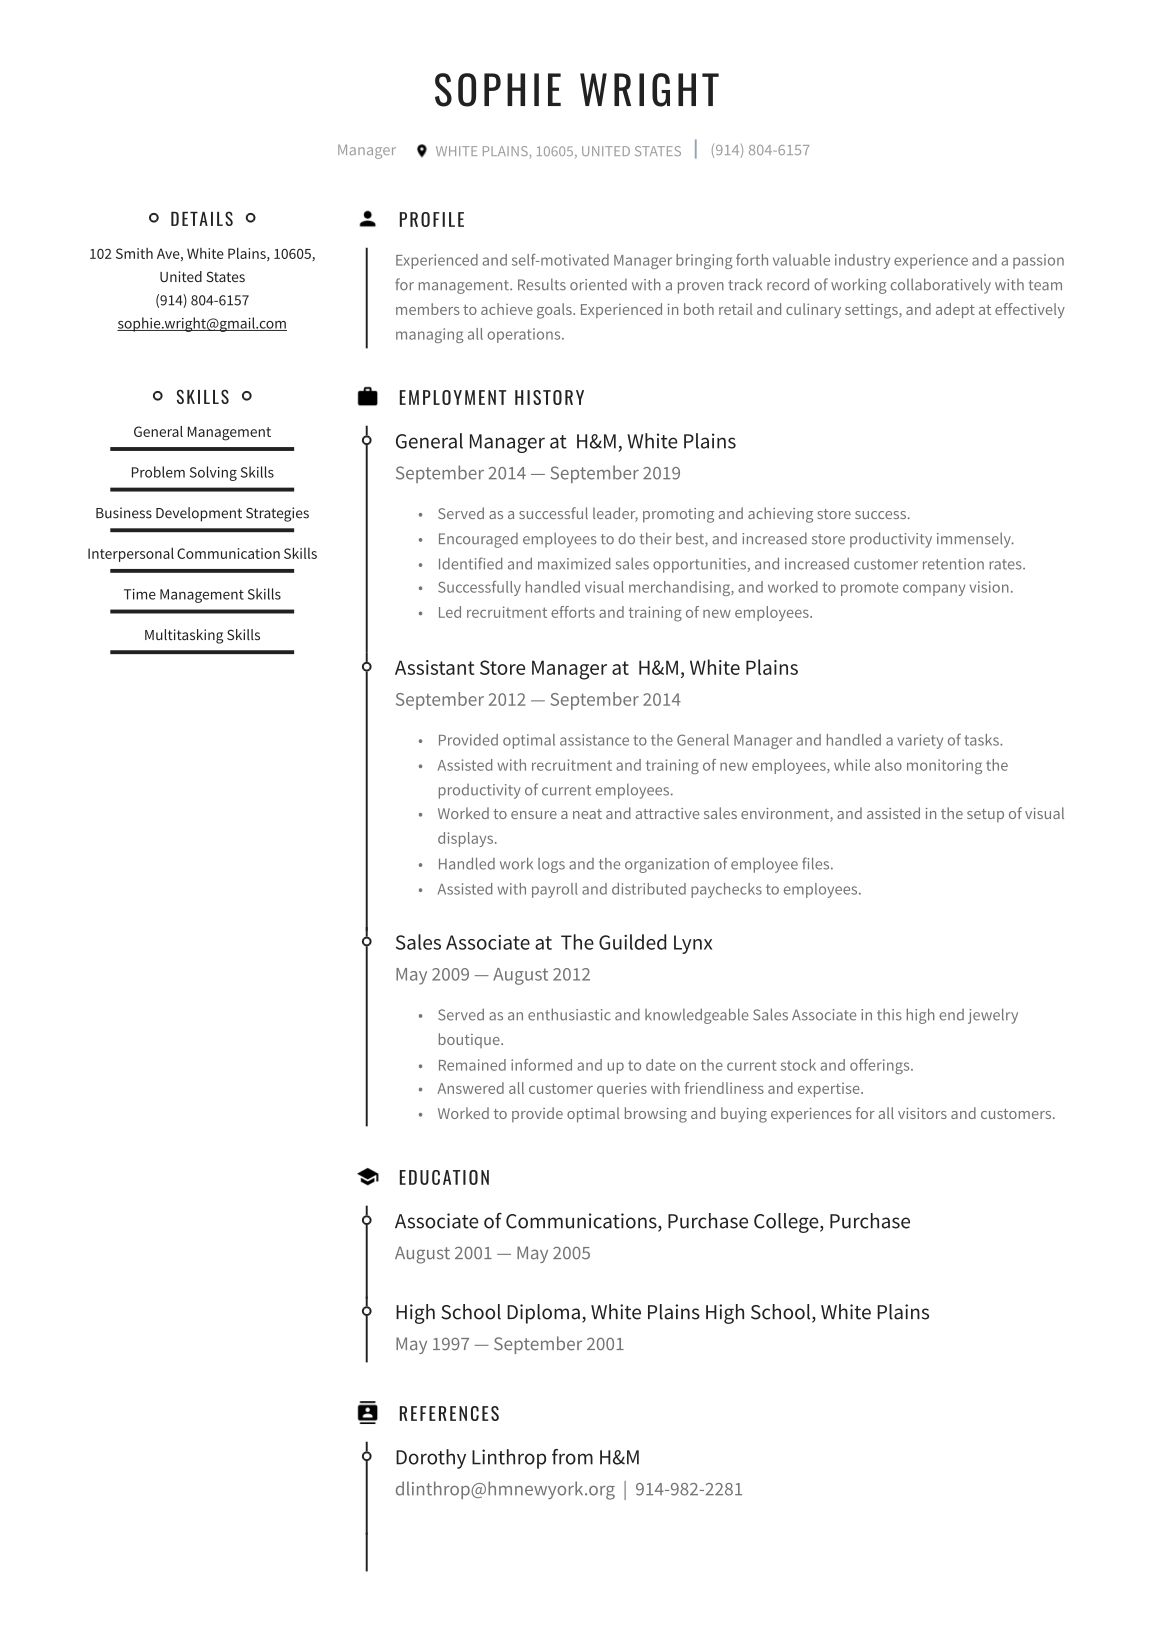 SOPHIE WRIGHT
Manager WHITE PLAINS, 10605, UNITED STATES | (914) 804-6157
DETAILS
102 Smith Ave, White Plains, 10605,
United States
(914) 804-6157
sophie.wright@gmail.com
SKILLS
General Management
Problem Solving Skills
Business Development Strategies
Interpersonal Communication Skills
Time Management Skills
Multitasking Skills
PROFILE
Experienced and self-motivated Manager bringing forth valuable industry experience and a passion
for management. Results oriented with a proven track record of working collaboratively with team
members to achieve goals. Experienced in both retail and culinary settings, and adept at effectively
managing all operations.
EMPLOYMENT HISTORY
General Manager at H&M, White Plains
September 2014 — September 2019
• Served as a successful leader, promoting and achieving store success.
• Encouraged employees to do their best, and increased store productivity immensely.
• Identified and maximized sales opportunities, and increased customer retention rates.
• Successfully handled visual merchandising, and worked to promote company vision.
• Led recruitment efforts and training of new employees.
Assistant Store Manager at H&M, White Plains
September 2012 — September 2014
• Provided optimal assistance to the General Manager and handled a variety of tasks.
• Assisted with recruitment and training of new employees, while also monitoring the
productivity of current employees.
• Worked to ensure a neat and attractive sales environment, and assisted in the setup of visual
displays.
• Handled work logs and the organization of employee files.
• Assisted with payroll and distributed paychecks to employees.
Sales Associate at The Guilded Lynx
May 2009 — August 2012
• Served as an enthusiastic and knowledgeable Sales Associate in this high end jewelry
boutique.
• Remained informed and up to date on the current stock and offerings.
• Answered all customer queries with friendliness and expertise.
• Worked to provide optimal browsing and buying experiences for all visitors and customers.
EDUCATION
Associate of Communications, Purchase College, Purchase
August 2001 — May 2005
High School Diploma, White Plains High School, White Plains
May 1997 — September 2001
REFERENCES
Dorothy Linthrop from H&M
dlinthrop@hmnewyork.org | 914-982-2281